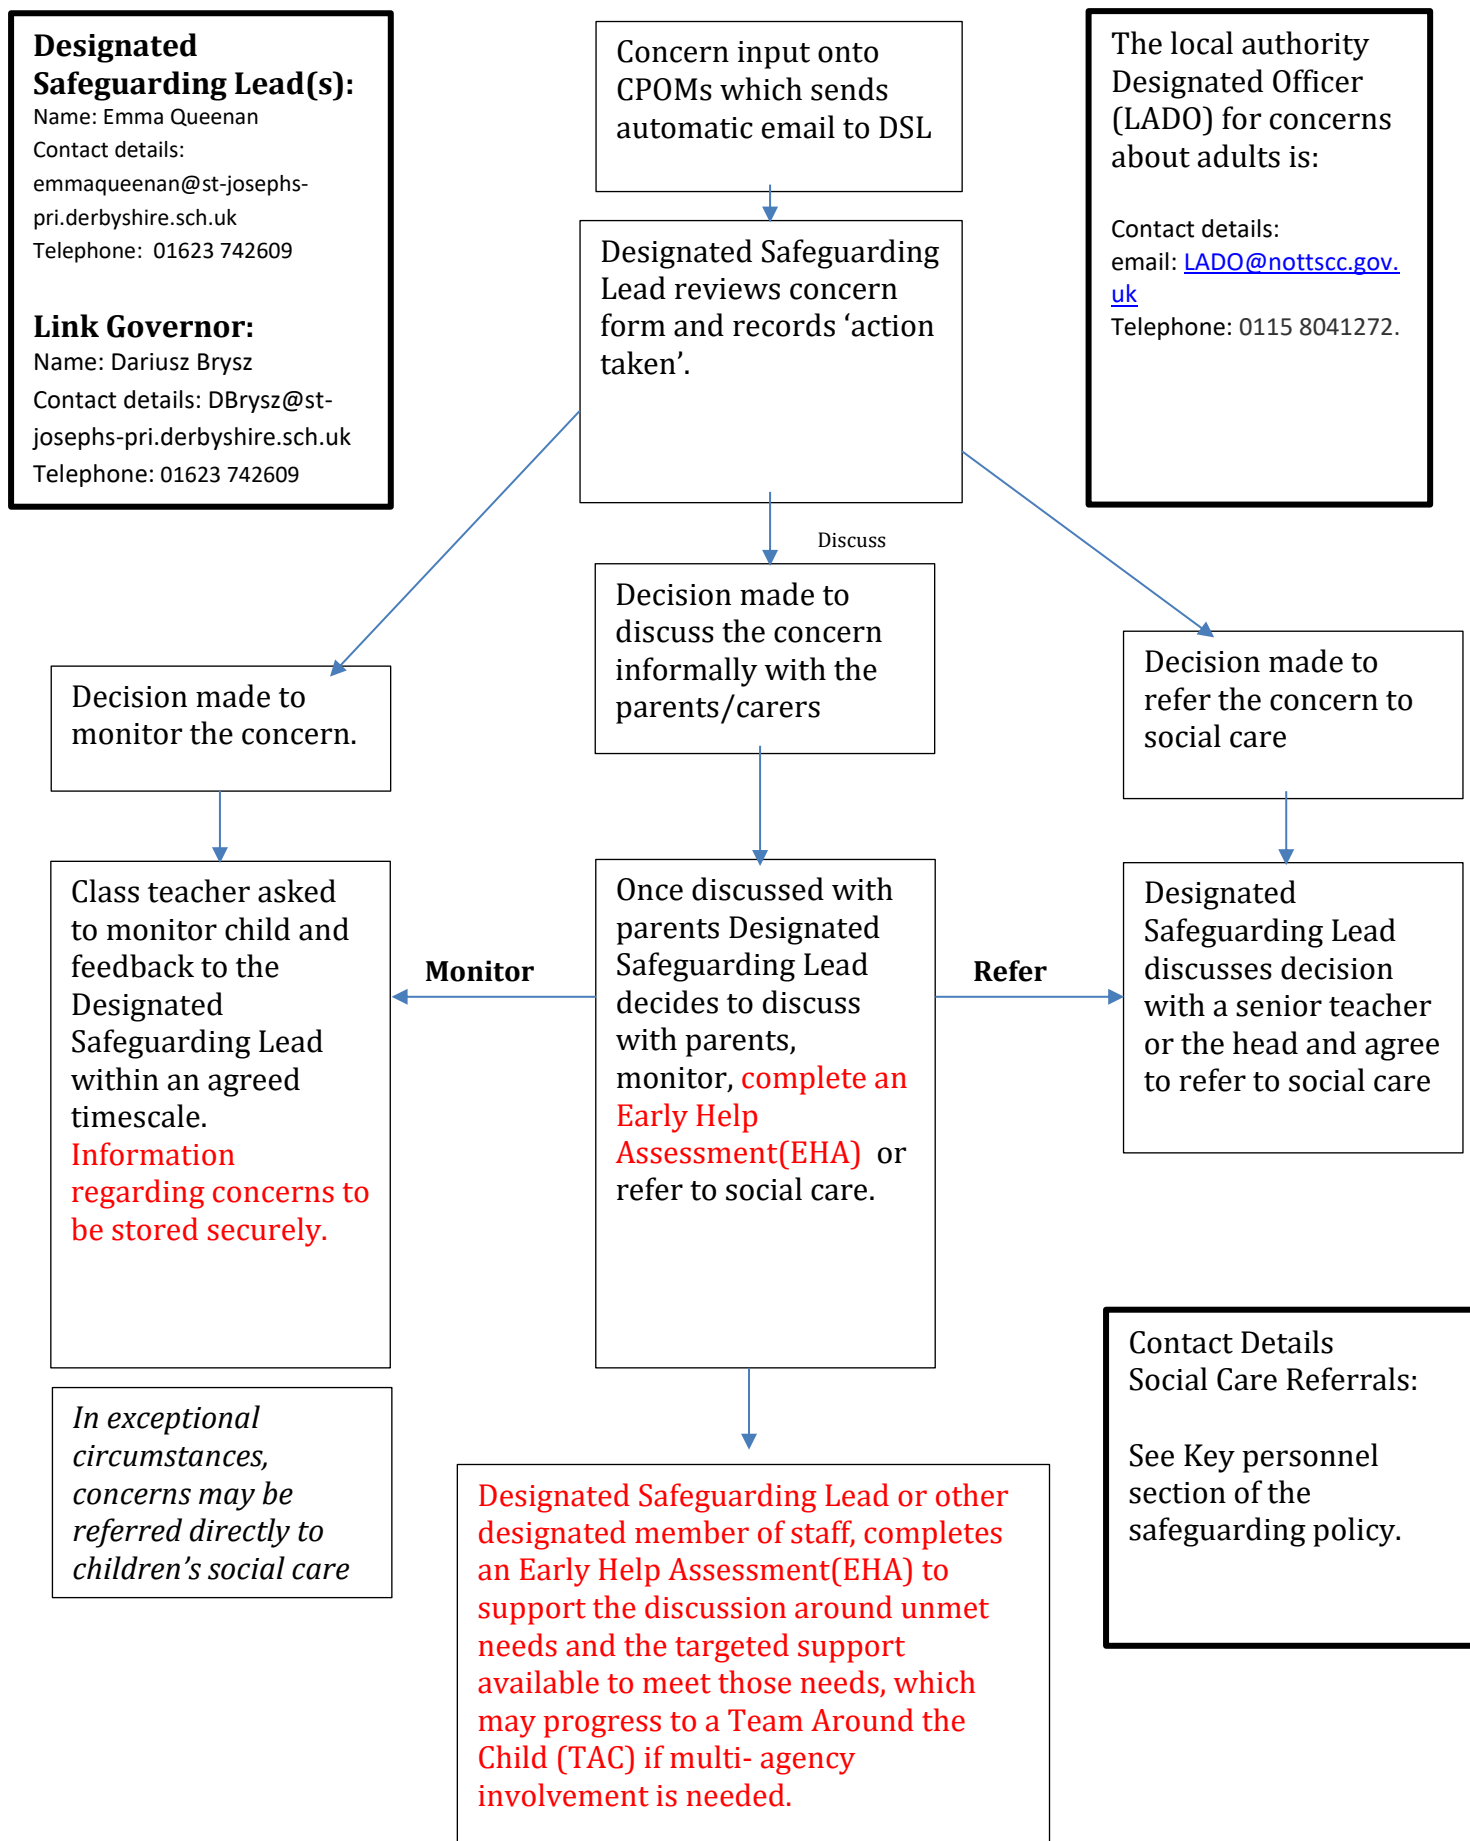 Designated
Safeguarding Lead(s):
Name: Emma Queenan
Contact details:
emmaqueenan@st-josephs-
pri.derbyshire.sch.uk
Telephone:  01623 742609
Link Governor:
Name: Dariusz Brysz
Contact details: DBrysz@st-
josephs-pri.derbyshire.sch.uk
Telephone: 01623 742609
Concern input onto
CPOMs which sends
automatic email to DSL
The local authority
Designated Officer
(LADO) for concerns
about adults is:
Contact details:
email: LADO@nottscc.gov.
uk
Telephone: 0115 8041272.
Designated Safeguarding
Lead reviews concern
form and records ‘action
taken’.
Discuss
Decision made to
monitor the concern.
Decision made to
discuss the concern
informally with the
parents/carers
Decision made to
refer the concern to
social care
Class teacher asked
to monitor child and
feedback to the
Designated
Safeguarding Lead
within an agreed
timescale.
Information
regarding concerns to
be stored securely.
Monitor
Once discussed with
parents Designated
Safeguarding Lead
decides to discuss
with parents,
monitor, complete an
Early Help
Assessment(EHA)  or
refer to social care.
Refer
Designated
Safeguarding Lead
discusses decision
with a senior teacher
or the head and agree
to refer to social care
In exceptional
circumstances,
concerns may be
referred directly to
children’s social care
Contact Details
Social Care Referrals:
See Key personnel
section of the
safeguarding policy.
Designated Safeguarding Lead or other
designated member of staff, completes
an Early Help Assessment(EHA) to
support the discussion around unmet
needs and the targeted support
available to meet those needs, which
may progress to a Team Around the
Child (TAC) if multi- agency
involvement is needed.